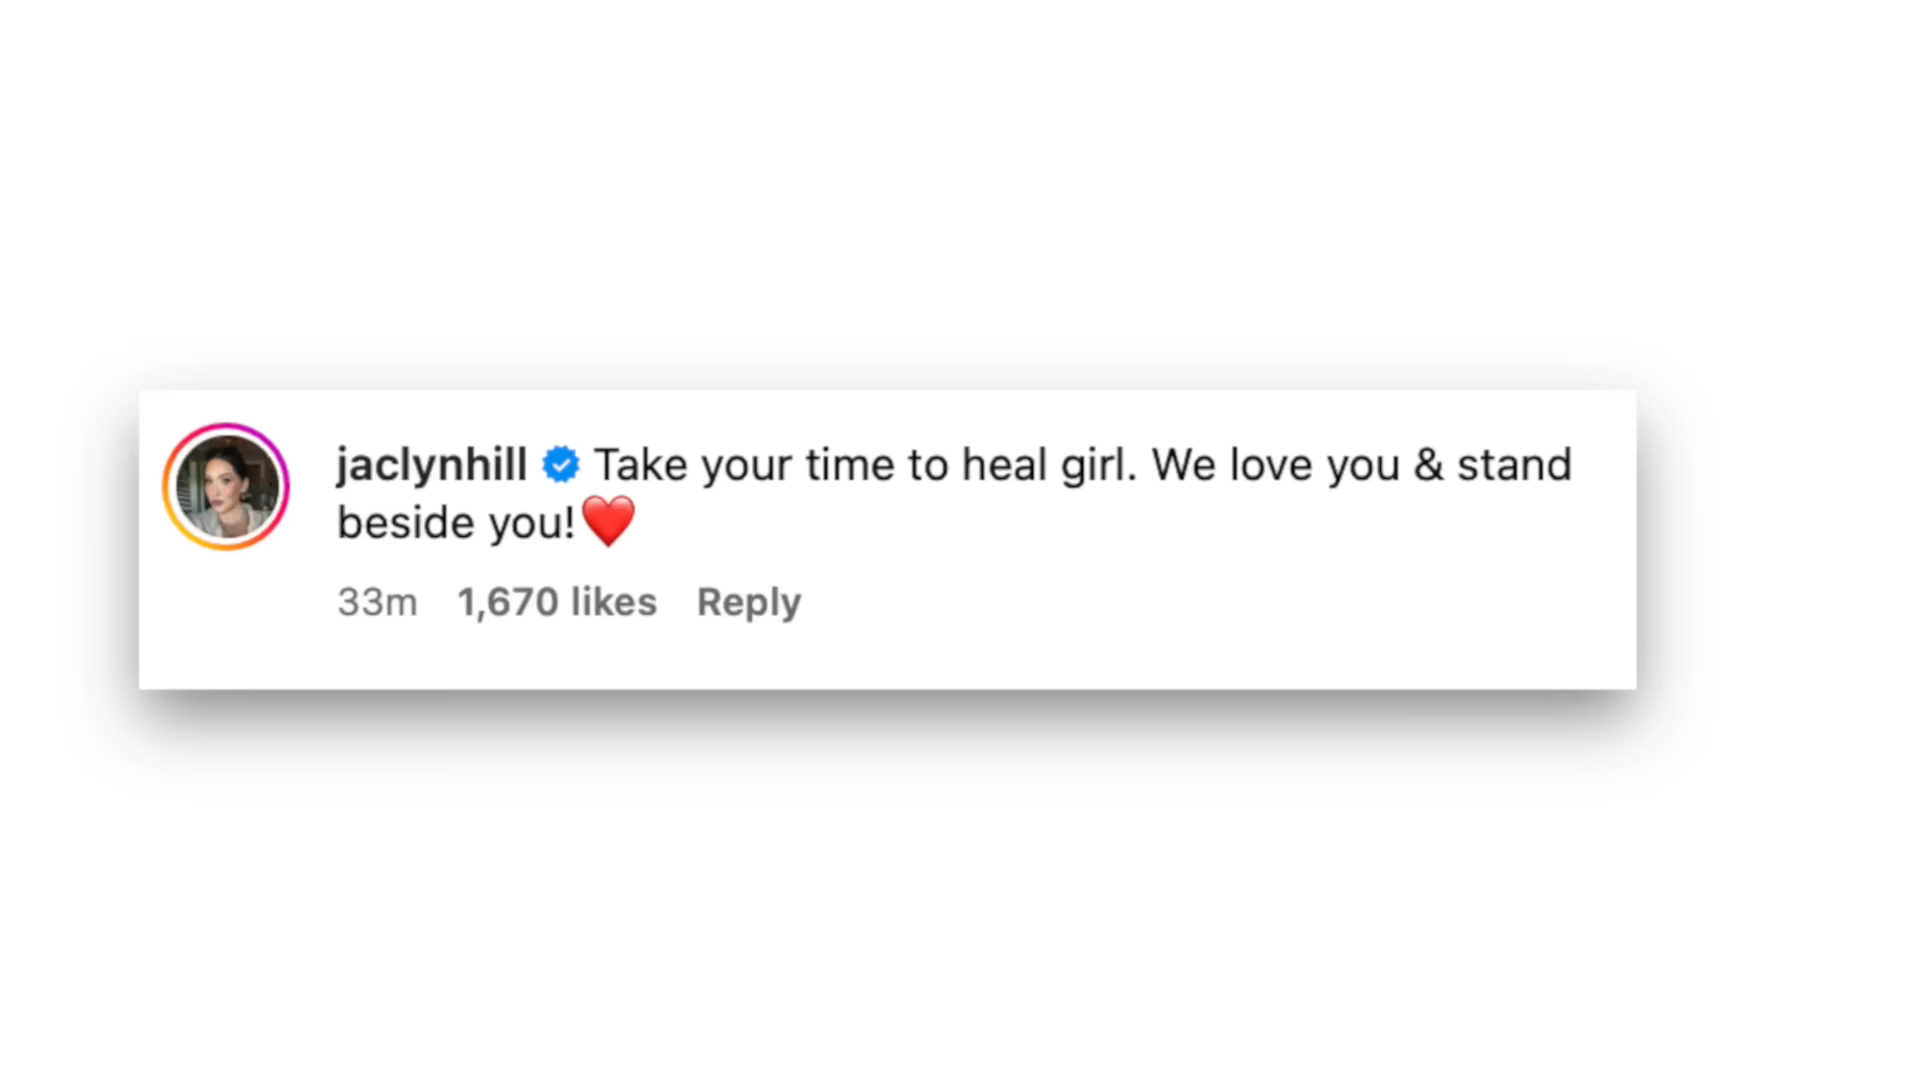 jaclynhill Take your time to heal girl. We love you & stand
beside you!❤️
33m 1,670 likes Reply